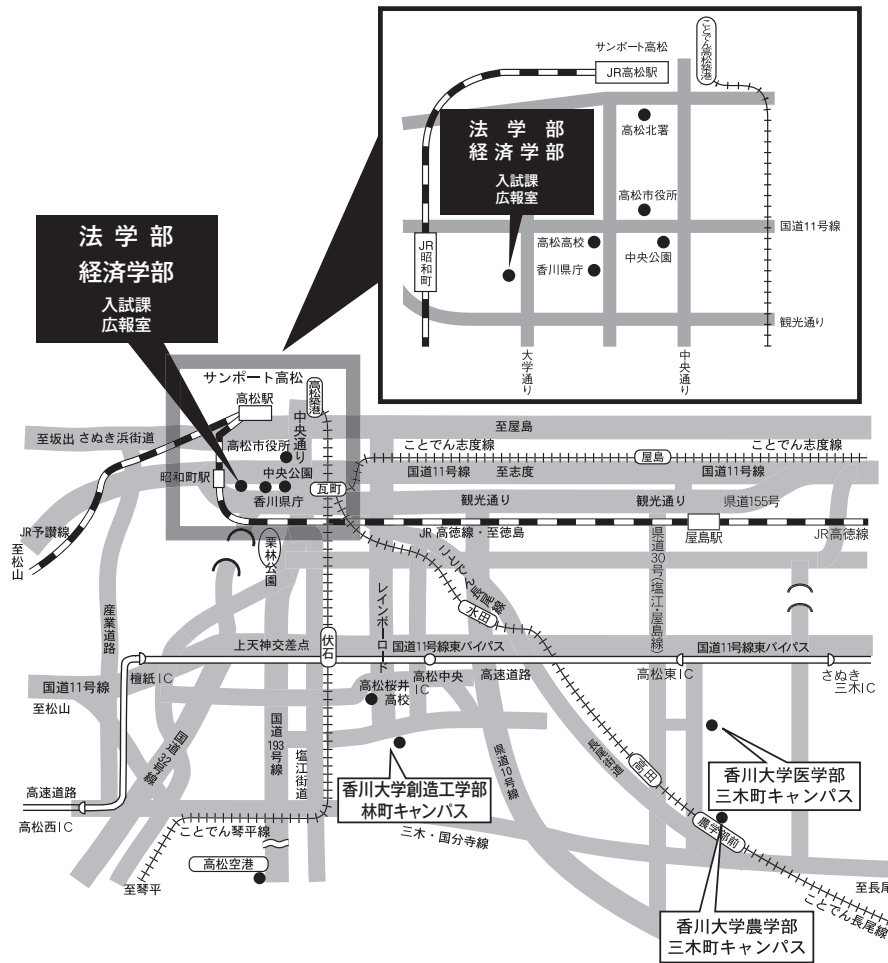 サンポート高松
JR高松駅
ことでん高松築港
高松北署
法学部
経済学部
入試課
広報室
高松市役所
国道11号線
高松高校
中央公園
香川県庁
JR昭和町
観光通り
大学通り
中央通り
法学部
経済学部
入試課
広報室
サンポート高松
高松駅
高松築港
中央通り
至屋島
至坂出 さぬき浜街道
高松市役所
ことでん志度線
屋島
ことでん志度線
昭和町駅
中央公園
国道11号線
至志度
国道11号線
香川県庁
瓦町
観光通り
観光通り
県道155号
JR予讃線
至松山
栗林公園
JR 高徳線・至徳島
屋島駅
JR高徳線
県道30号(塩江・屋島線)
ことでん長尾線
水田
産業道路
レインボーロード
上天神交差点
伏石
国道11号線東バイパス
国道11号線東バイパス
檀紙IC
高松中央
IC
高速道路
高松東IC
さぬき
三木IC
国道11号線
至松山
高松桜井
高校
国道32号線
国道193号線
塩江街道
県道10号線
長尾街道
高田
香川大学医学部
三木町キャンパス
高速道路
高松西IC
香川大学創造工学部
林町キャンパス
ことでん琴平線
三木・国分寺線
農学部前
高松空港
至琴平
至長尾
ことでん長尾線
香川大学農学部
三木町キャンパス